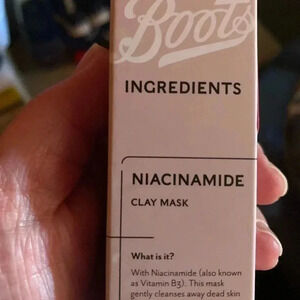 Boots
INGREDIENTS
NIACINAMIDE
CLAY MASK
What is it?
With Niacinamide (also known
as Vitamin B3). This mask
gently cleanses away dead skin